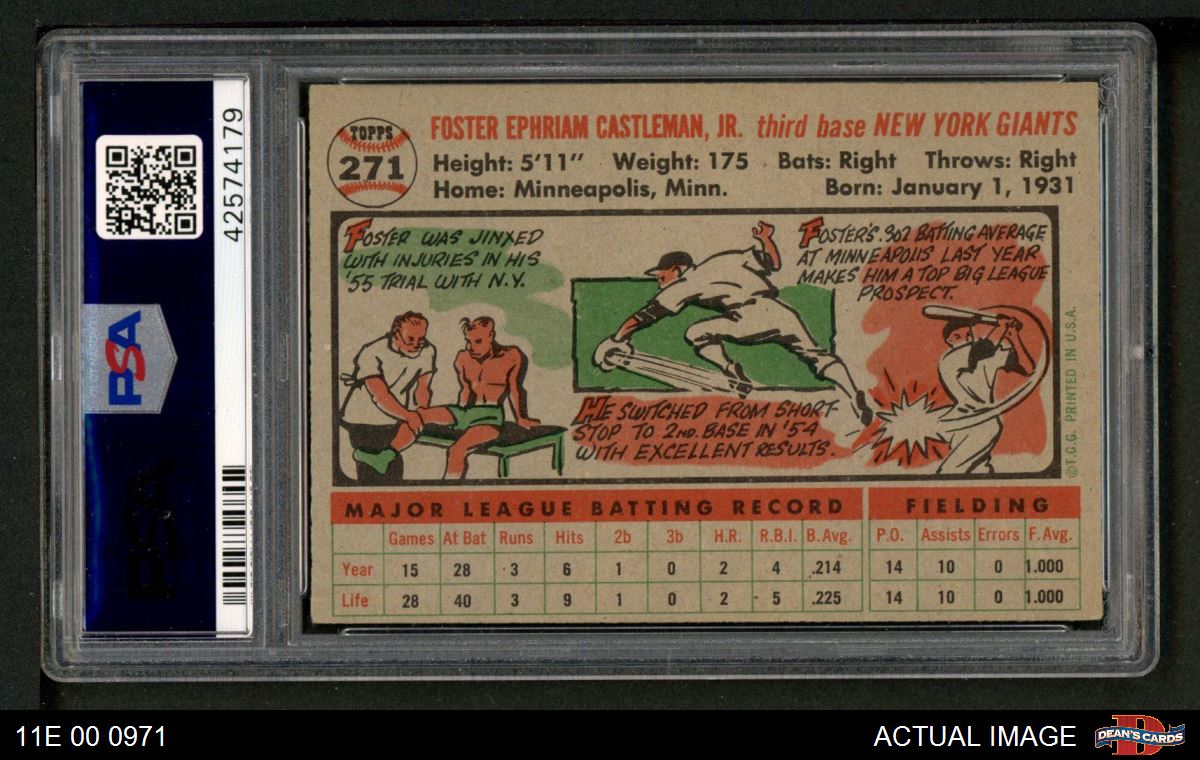 PSA
42574179
TOPPS
271
FOSTER EPHRIAM CASTLEMAN, JR. third base NEW YORK GIANTS
Height: 5'11" Weight: 175 Bats: Right Throws: Right
Home: Minneapolis, Minn. Born: January 1, 1931
FOSTER WAS JINXED
WITH INJURIES IN HIS
'55 TRIAL WITH N.Y.
FOSTER'S .302 BATTING AVERAGE
AT MINNEAPOLIS LAST YEAR
MAKES HIM A TOP BIG LEAGUE
PROSPECT.
HE SWITCHED FROM SHORT-
STOP TO 2ND. BASE IN '54
WITH EXCELLENT RESULTS.
©T.C.G. PRINTED IN U.S.A.
MAJOR LEAGUE BATTING RECORD FIELDING
Games At Bat Runs Hits 2b 3b H.R. R.B.I. B.Avg. P.O. Assists Errors F.Avg.
Year 15 28 3 6 1 0 2 4 .214 14 10 0 1.000
Life 28 40 3 9 1 0 2 5 .225 14 10 0 1.000
11E 00 0971
ACTUAL IMAGE
DEAN'S CARDS